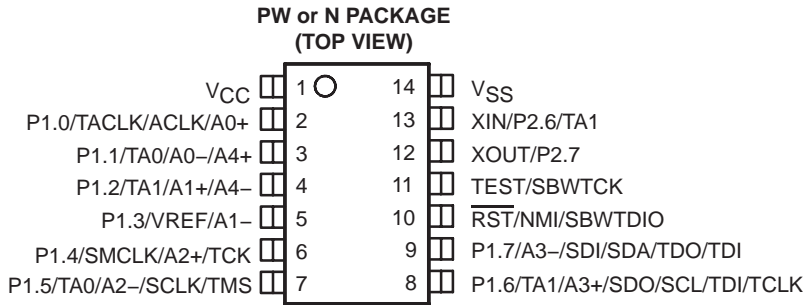 PW or N PACKAGE
(TOP VIEW)
VCC 1 14 VSS
P1.0/TACLK/ACLK/A0+ 2 13 XIN/P2.6/TA1
P1.1/TA0/A0−/A4+ 3 12 XOUT/P2.7
P1.2/TA1/A1+/A4− 4 11 TEST/SBWTCK
P1.3/VREF/A1− 5 10 RST/NMI/SBWTDIO
P1.4/SMCLK/A2+/TCK 6 9 P1.7/A3−/SDI/SDA/TDO/TDI
P1.5/TA0/A2−/SCLK/TMS 7 8 P1.6/TA1/A3+/SDO/SCL/TDI/TCLK